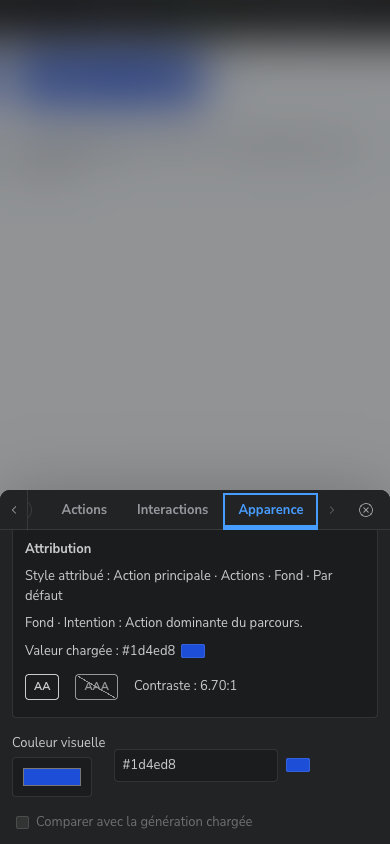 Actions
Interactions
Apparence
Attribution
Style attribué : Action principale · Actions · Fond · Par
défaut
Fond · Intention : Action dominante du parcours.
Valeur chargée : #1d4ed8
AA
AAA
Contraste : 6.70:1
Couleur visuelle
#1d4ed8
Comparer avec la génération chargée